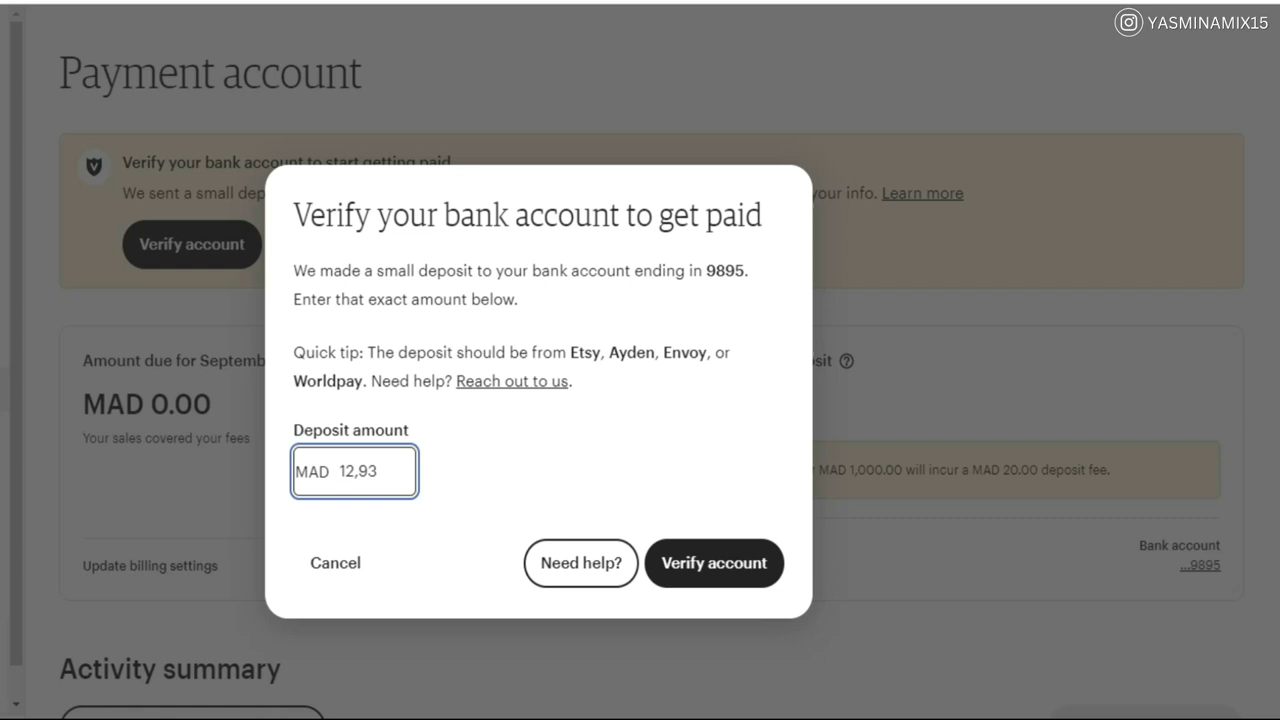 YASMINAMIX15
Payment account
Verify your bank account to start getting paid
We sent a small dep
your info. Learn more
Verify account
Verify your bank account to get paid
We made a small deposit to your bank account ending in 9895.
Enter that exact amount below.
Quick tip: The deposit should be from Etsy, Ayden, Envoy, or
Worldpay. Need help? Reach out to us.
Deposit amount
MAD 12,93
Cancel
Need help?
Verify account
Amount due for Septemb
MAD 0.00
Your sales covered your fees
Update billing settings
sit
MAD 1,000.00 will incur a MAD 20.00 deposit fee.
Bank account
...9895
Activity summary